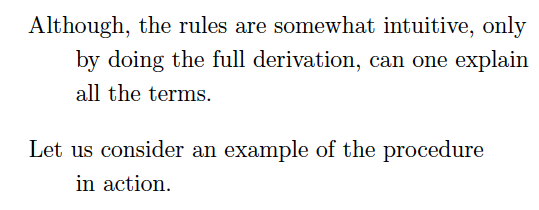 Although, the rules are somewhat intuitive, only
by doing the full derivation, can one explain
all the terms.
Let us consider an example of the procedure
in action.